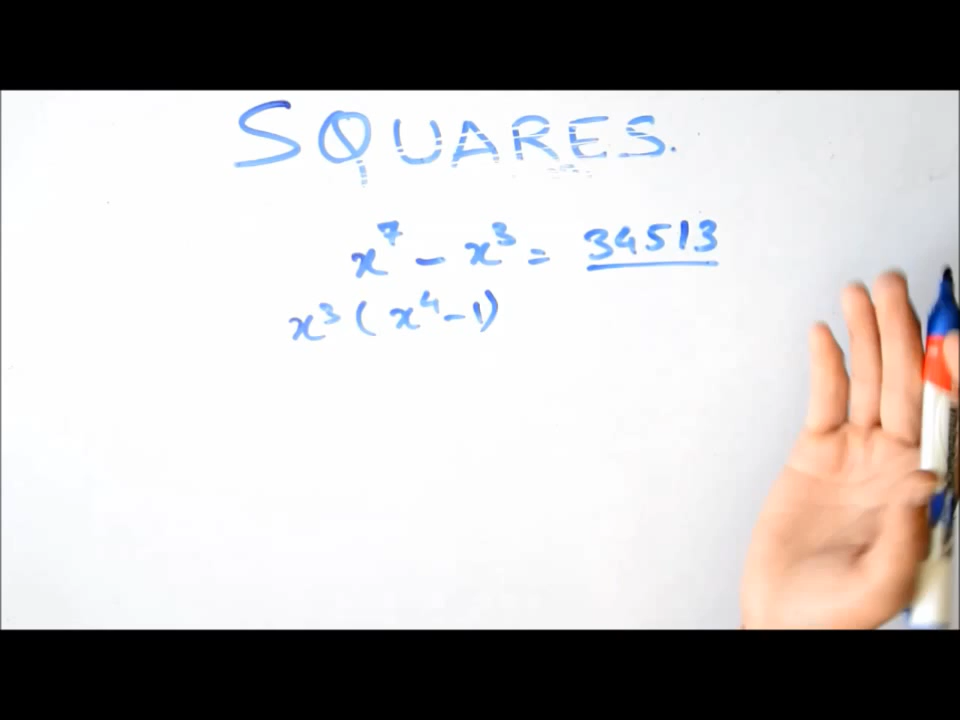 SQUARES.
x⁷ - x³ = 34513
x³ (x⁴-1)